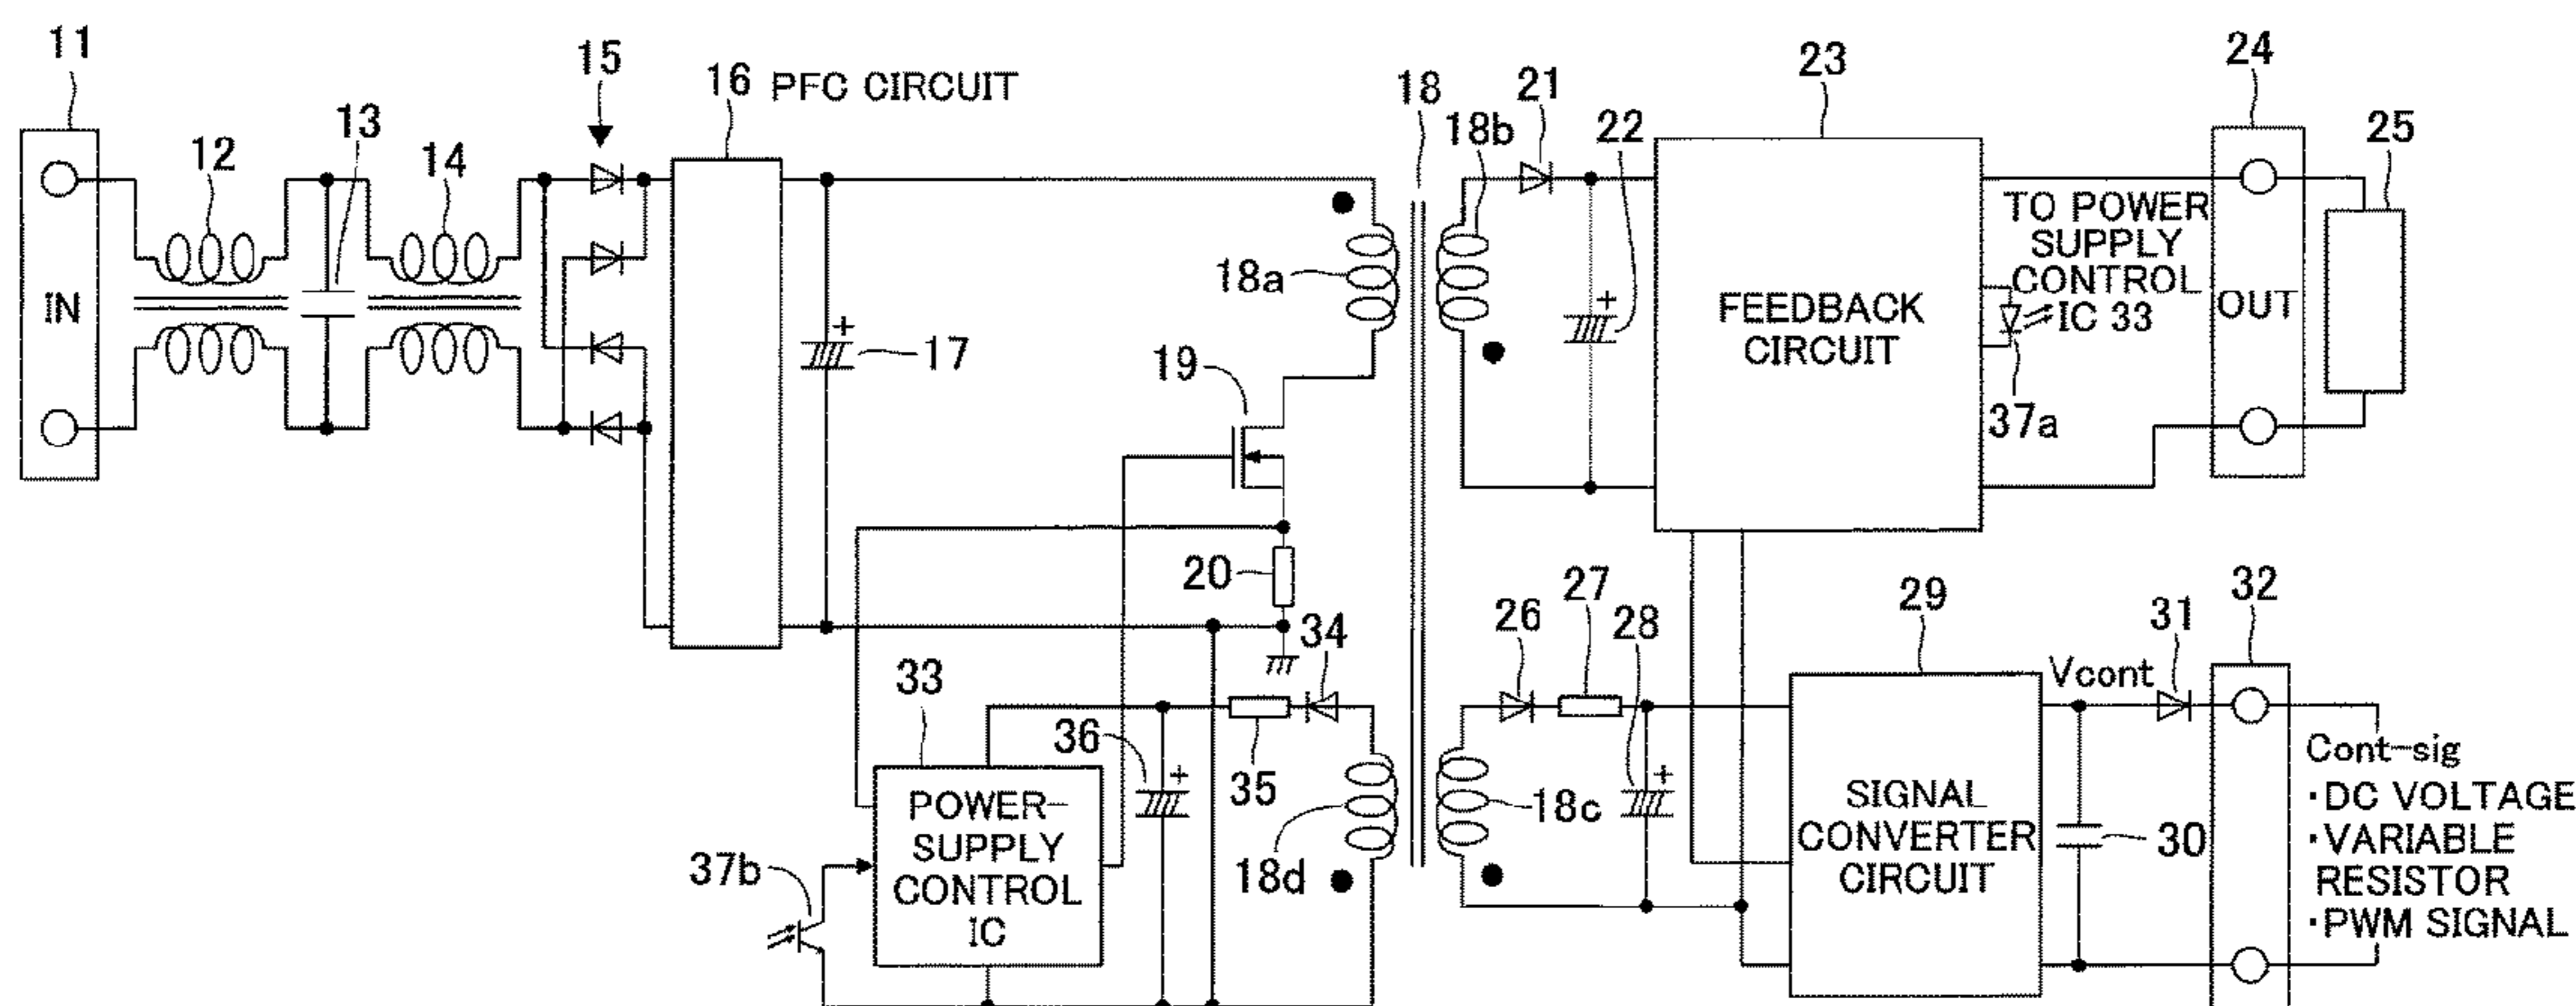 11
12
13
14
15
16 PFC CIRCUIT
18
18b
21
22
23
24
25
IN
18a
17
19
FEEDBACK
CIRCUIT
TO POWER
SUPPLY
CONTROL
IC 33
37a
OUT
20
33
34
26
27
28
29
31
32
Vcont
36
35
POWER-
SUPPLY
CONTROL
IC
37b
18d
18c
SIGNAL
CONVERTER
CIRCUIT
30
Cont-sig
・DC VOLTAGE
・VARIABLE
RESISTOR
・PWM SIGNAL